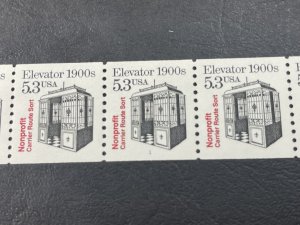 Elevator 1900s
5.3 USA
Nonprofit
Carrier Route Sort
Elevator 1900s
5.3 USA
Nonprofit
Carrier Route Sort
1
Elevator 1900s
5.3 USA
Nonprofit
Carrier Route Sort